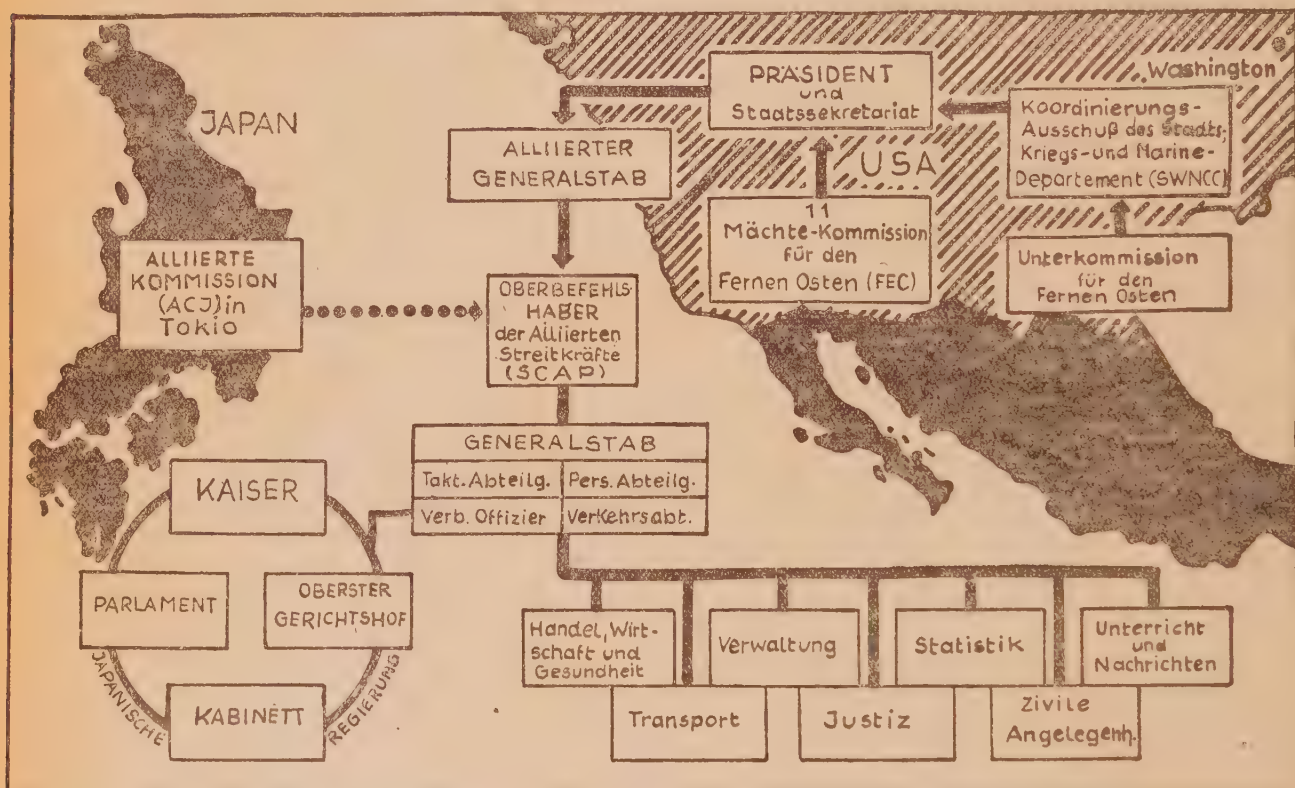 JAPAN
Washington
PRÄSIDENT
und
Staatssekretariat
Koordinierungs-
Ausschuß des Staats,
Kriegs-und Marine-
Departement (SWNCC)
USA
ALLIIERTER
GENERALSTAB
11
Mächte-Kommission
für den
Fernen Osten (FEC)
Unterkommission
für den
Fernen Osten
ALLIIERTE
KOMMISSION
(ACJ) in
Tokio
OBERBEFEHLS-
HABER
der Alliierten
Streitkräfte
(SCAP)
GENERALSTAB
Takt. Abteilg.
Pers. Abteilg.
Verb. Offizier
Verkehrsabt.
KAISER
PARLAMENT
OBERSTER
GERICHTSHOF
KABINETT
JAPANISCHE
REGIERUNG
Handel, Wirt-
schaft und
Gesundheit
Verwaltung
Statistik
Unterricht
und
Nachrichten
Transport
Justiz
Zivile
Angelegenh.